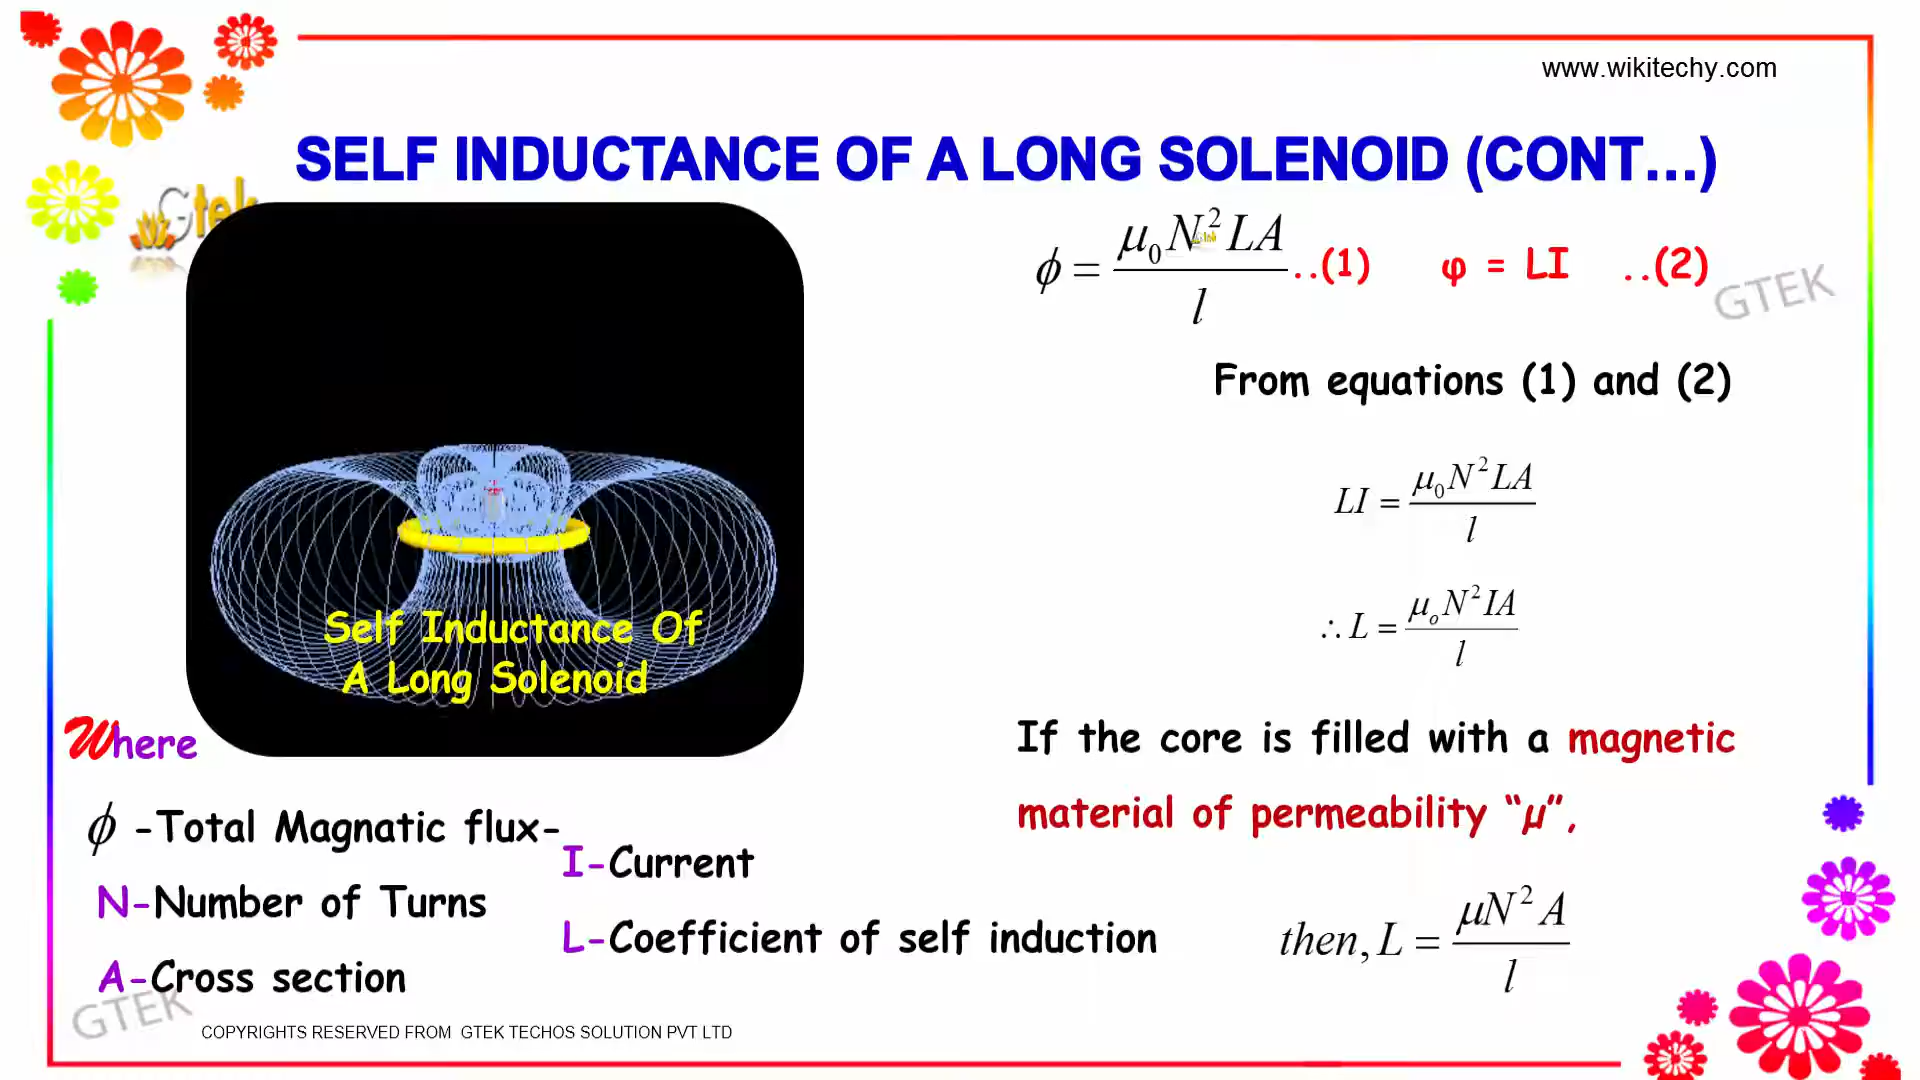 www.wikitechy.com
SELF INDUCTANCE OF A LONG SOLENOID (CONT...)
Gtek
ϕ = μ₀N²LA / l ..(1) φ = LI ..(2)
GTEK
From equations (1) and (2)
LI = μ₀N²LA / l
∴ L = μₒN²IA / l
Self Inductance Of
A Long Solenoid
Where
ϕ -Total Magnatic flux-
N-Number of Turns
A-Cross section
I-Current
L-Coefficient of self induction
If the core is filled with a magnetic
material of permeability “μ”,
then, L = μN²A / l
GTEK
COPYRIGHTS RESERVED FROM GTEK TECHOS SOLUTION PVT LTD